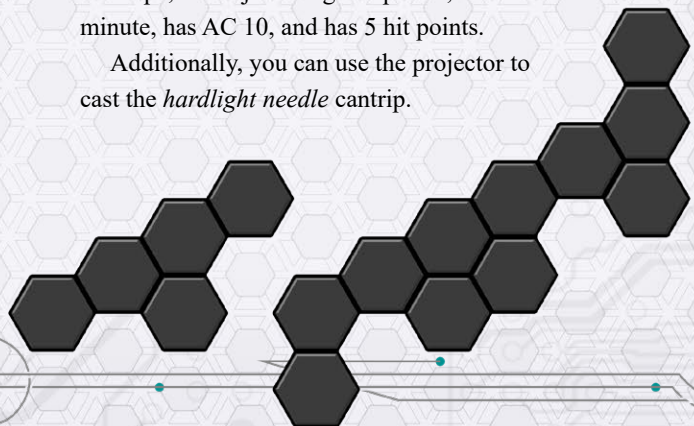 minute, has AC 10, and has 5 hit points.
Additionally, you can use the projector to
cast the hardlight needle cantrip.